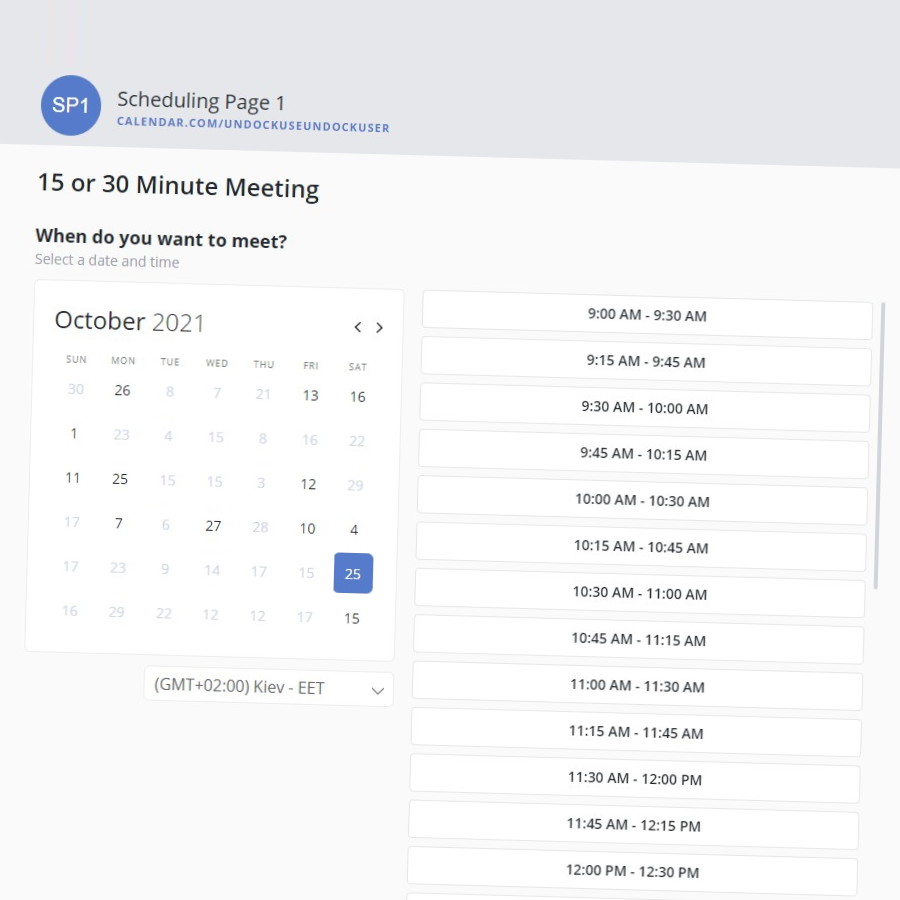 SP1
Scheduling Page 1
CALENDAR.COM/UNDOCKUSEUNDOCKUSER
15 or 30 Minute Meeting
When do you want to meet?
Select a date and time
October 2021
SUN MON TUE WED THU FRI SAT
30 26 8 7 21 13 16
1 23 4 15 8 16 22
11 25 15 15 3 12 29
17 7 6 27 28 10 4
17 23 9 14 17 15 25
16 29 22 12 12 17 15
(GMT+02:00) Kiev - EET
9:00 AM - 9:30 AM
9:15 AM - 9:45 AM
9:30 AM - 10:00 AM
9:45 AM - 10:15 AM
10:00 AM - 10:30 AM
10:15 AM - 10:45 AM
10:30 AM - 11:00 AM
10:45 AM - 11:15 AM
11:00 AM - 11:30 AM
11:15 AM - 11:45 AM
11:30 AM - 12:00 PM
11:45 AM - 12:15 PM
12:00 PM - 12:30 PM